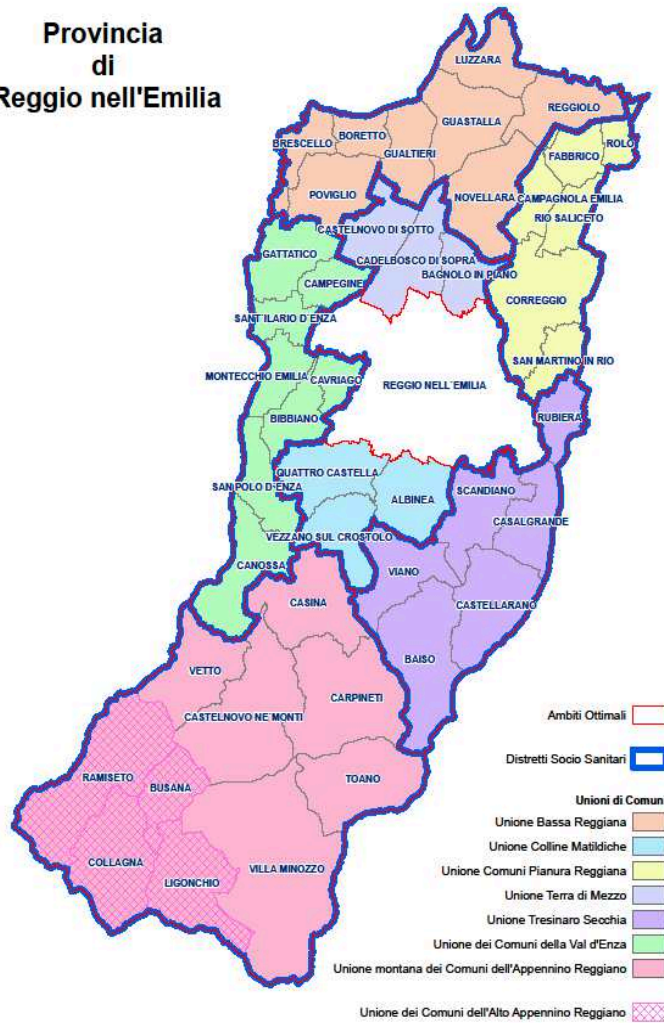 Provincia
di
Reggio nell'Emilia
LUZZARA
REGGIOLO
GUASTALLA
BORETTO
BRESCELLO
GUALTIERI
FABBRICO
ROLO
POVIGLIO
NOVELLARA
CAMPAGNOLA EMILIA
RIO SALICETO
CASTELNOVO DI SOTTO
GATTATICO
CADELBOSCO DI SOPRA
BAGNOLO IN PIANO
CAMPEGINE
CORREGGIO
SANT'ILARIO D'ENZA
SAN MARTINO IN RIO
MONTECCHIO EMILIA
CAVRIAGO
REGGIO NELL'EMILIA
RUBIERA
BIBBIANO
QUATTRO CASTELLA
SAN POLO D'ENZA
ALBINEA
SCANDIANO
CASALGRANDE
VEZZANO SUL CROSTOLO
CANOSSA
VIANO
CASINA
CASTELLARANO
BAISO
VETTO
CARPINETI
CASTELNOVO NE MONTI
RAMISETO
BUSANA
TOANO
COLLAGNA
LIGONCHIO
VILLA MINOZZO
Ambiti Ottimali
Distretti Socio Sanitari
Unioni di Comun
Unione Bassa Reggiana
Unione Colline Matildiche
Unione Comuni Pianura Reggiana
Unione Terra di Mezzo
Unione Tresinaro Secchia
Unione dei Comuni della Val d'Enza
Unione montana dei Comuni dell'Appennino Reggiano
Unione dei Comuni dell'Alto Appennino Reggiano